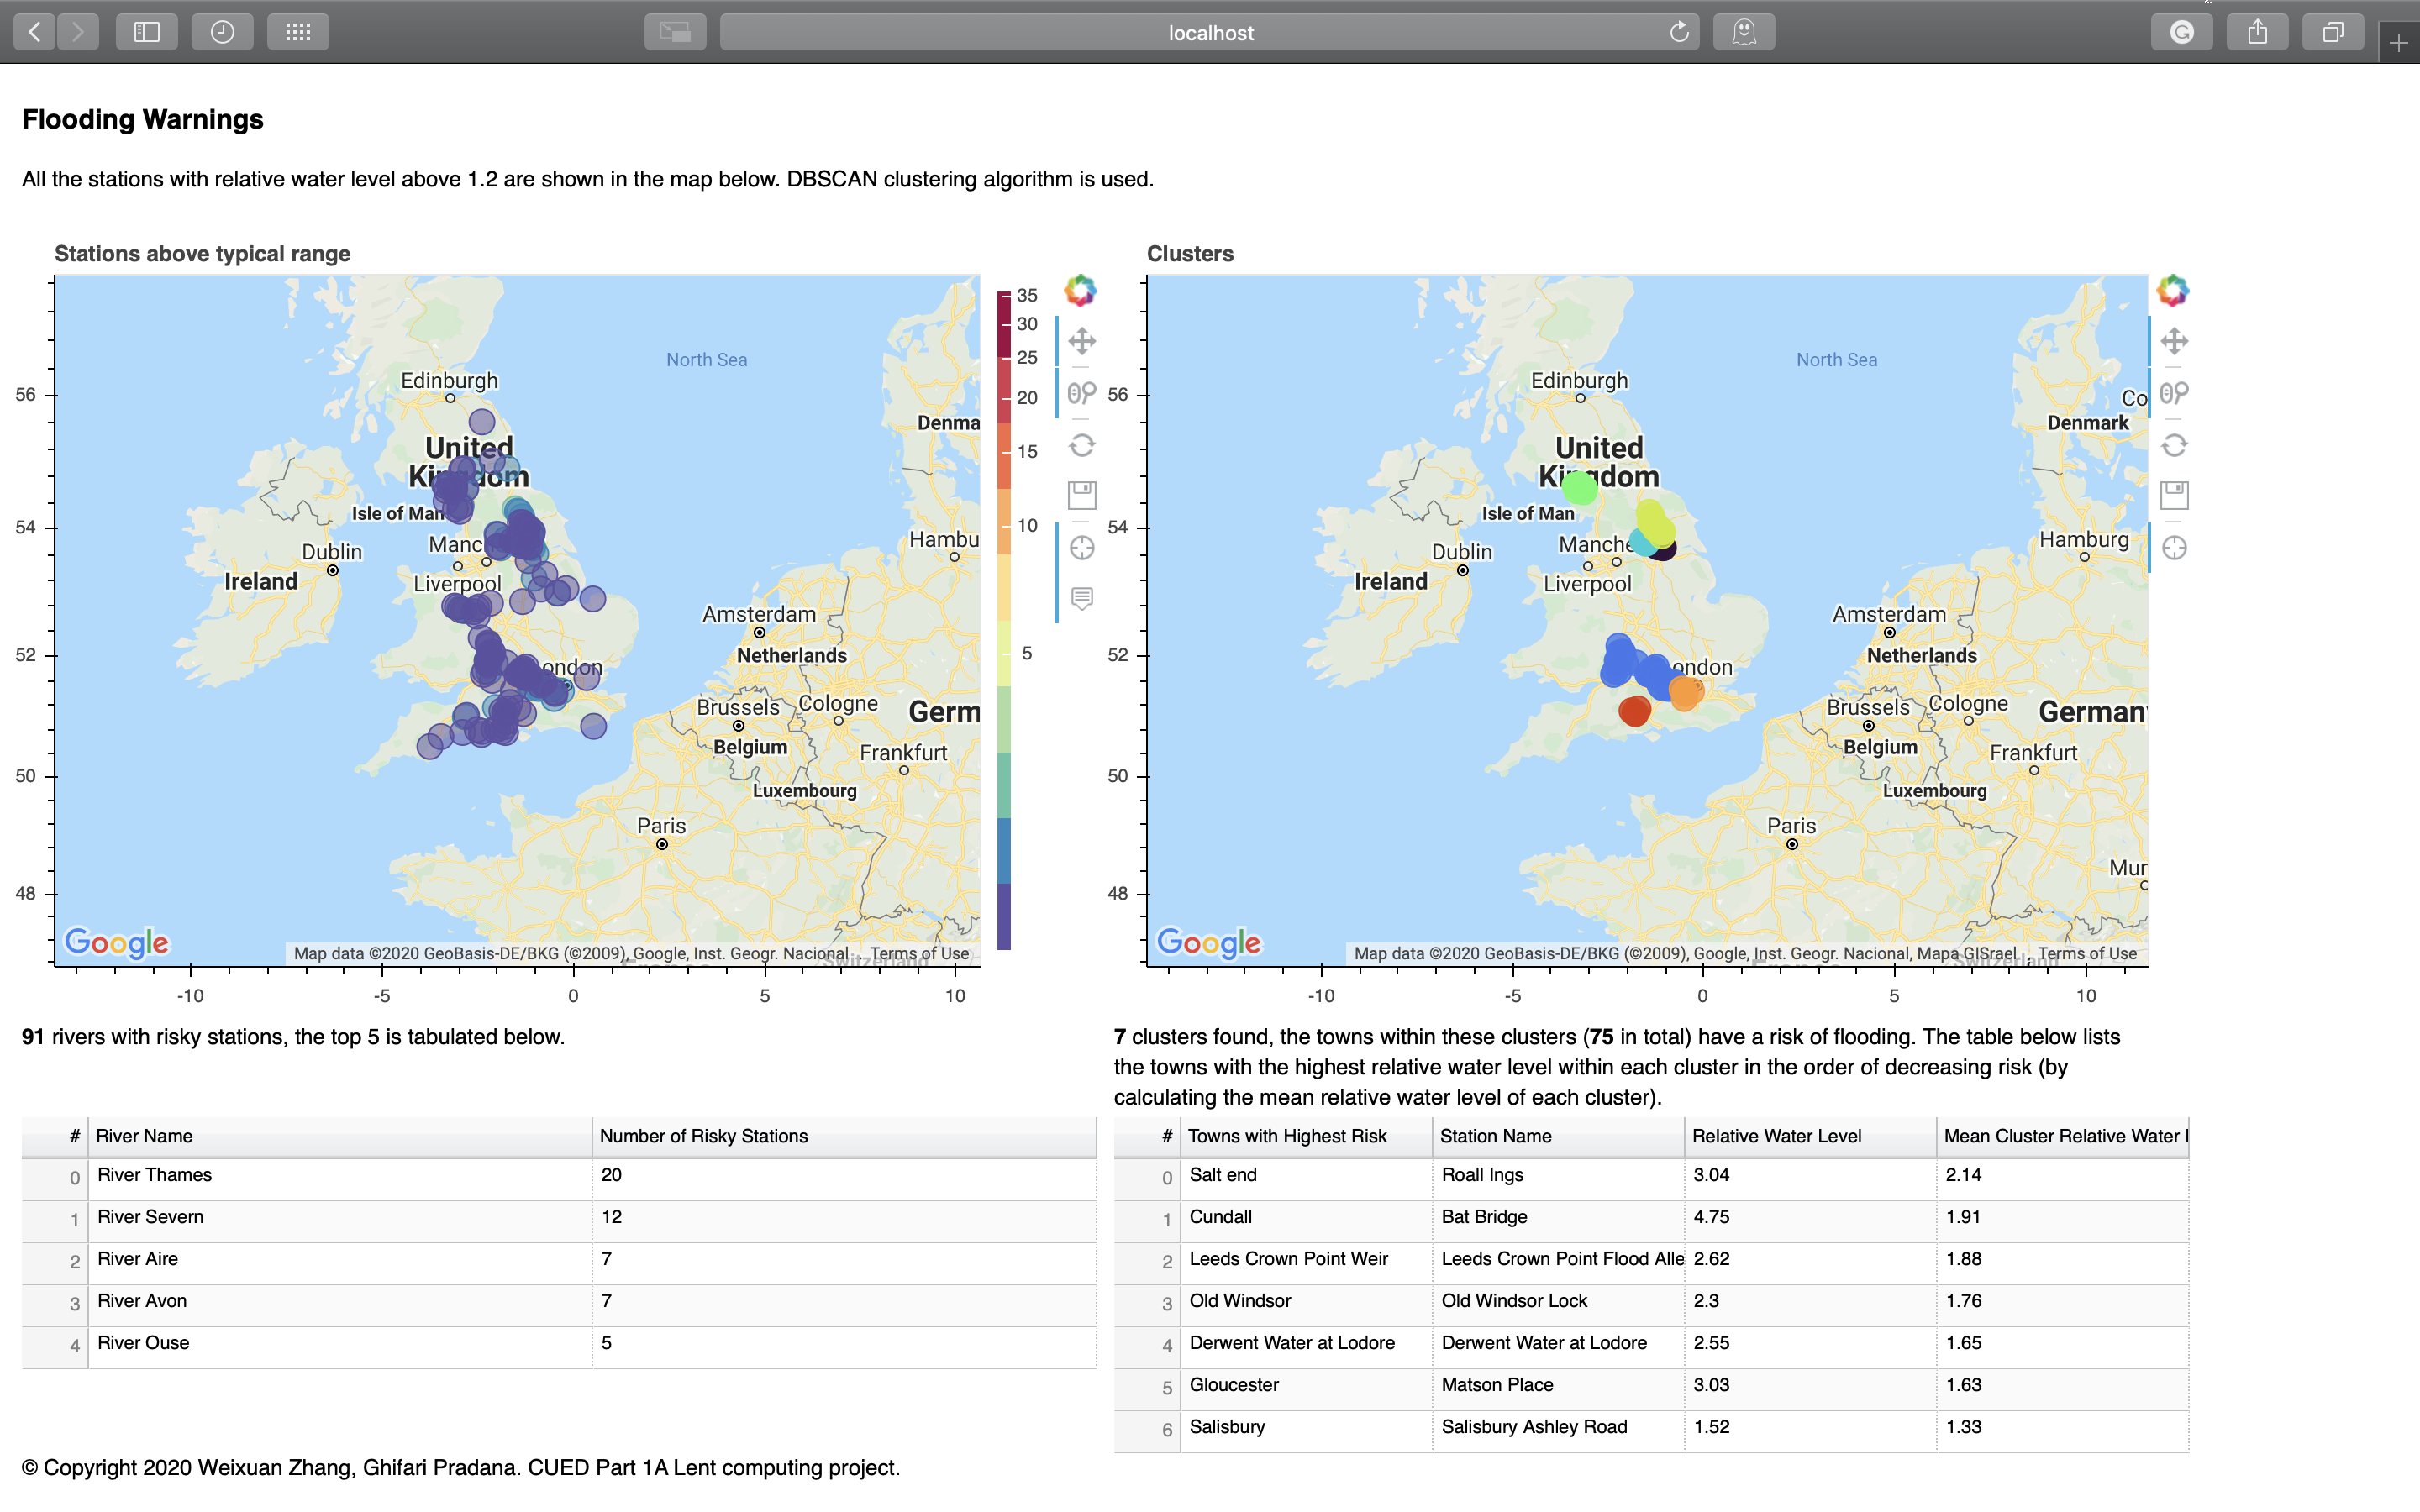 localhost
Flooding Warnings
All the stations with relative water level above 1.2 are shown in the map below. DBSCAN clustering algorithm is used.
Stations above typical range
56
54
52
50
48
-10
-5
0
5
10
North Sea
Edinburgh
United
Kingdom
Isle of Man
Dublin
Manc
Ireland
Liverpool
ondon
Amsterdam
Netherlands
Brussels
Cologne
Germ
Belgium
Frankfurt
Luxembourg
Paris
Denma
Hambu
Google
Map data ©2020 GeoBasis-DE/BKG (©2009), Google, Inst. Geogr. Nacional
Terms of Use
35
30
25
20
15
10
5
Clusters
56
54
52
50
48
-10
-5
0
5
10
North Sea
Edinburgh
United
Kingdom
Isle of Man
Dublin
Manche
Ireland
Liverpool
ondon
Amsterdam
Netherlands
Brussels
Cologne
German
Belgium
Frankfurt
Luxembourg
Paris
Co
Denmark
Hamburg
Mur
Google
Map data ©2020 GeoBasis-DE/BKG (©2009), Google, Inst. Geogr. Nacional, Mapa GISrael
Terms of Use
91 rivers with risky stations, the top 5 is tabulated below.
# River Name Number of Risky Stations
0 River Thames 20
1 River Severn 12
2 River Aire 7
3 River Avon 7
4 River Ouse 5
7 clusters found, the towns within these clusters (75 in total) have a risk of flooding. The table below lists
the towns with the highest relative water level within each cluster in the order of decreasing risk (by
calculating the mean relative water level of each cluster).
# Towns with Highest Risk Station Name Relative Water Level Mean Cluster Relative Water
0 Salt end Roall Ings 3.04 2.14
1 Cundall Bat Bridge 4.75 1.91
2 Leeds Crown Point Weir Leeds Crown Point Flood Alle 2.62 1.88
3 Old Windsor Old Windsor Lock 2.3 1.76
4 Derwent Water at Lodore Derwent Water at Lodore 2.55 1.65
5 Gloucester Matson Place 3.03 1.63
6 Salisbury Salisbury Ashley Road 1.52 1.33
© Copyright 2020 Weixuan Zhang, Ghifari Pradana. CUED Part 1A Lent computing project.